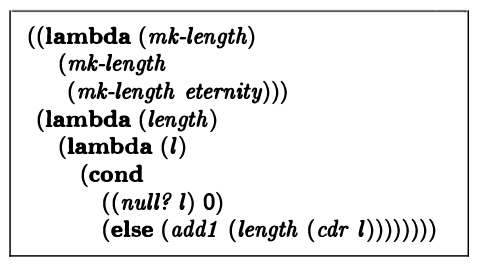 ((lambda (mk-length)
(mk-length
(mk-length eternity)))
(lambda (length)
(lambda (l)
(cond
((null? l) 0)
(else (add1 (length (cdr l))))))))